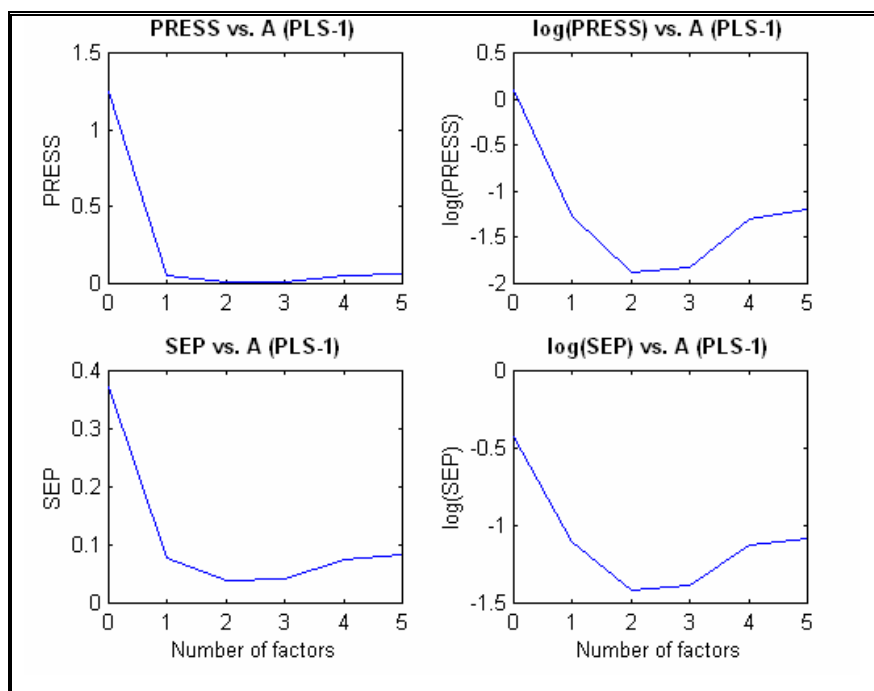 PRESS vs. A (PLS-1)
1.5
1
0.5
0
PRESS
0 1 2 3 4 5
log(PRESS) vs. A (PLS-1)
0.5
0
-0.5
-1
-1.5
-2
log(PRESS)
0 1 2 3 4 5
SEP vs. A (PLS-1)
0.4
0.3
0.2
0.1
0
SEP
0 1 2 3 4 5
Number of factors
log(SEP) vs. A (PLS-1)
0
-0.5
-1
-1.5
log(SEP)
0 1 2 3 4 5
Number of factors